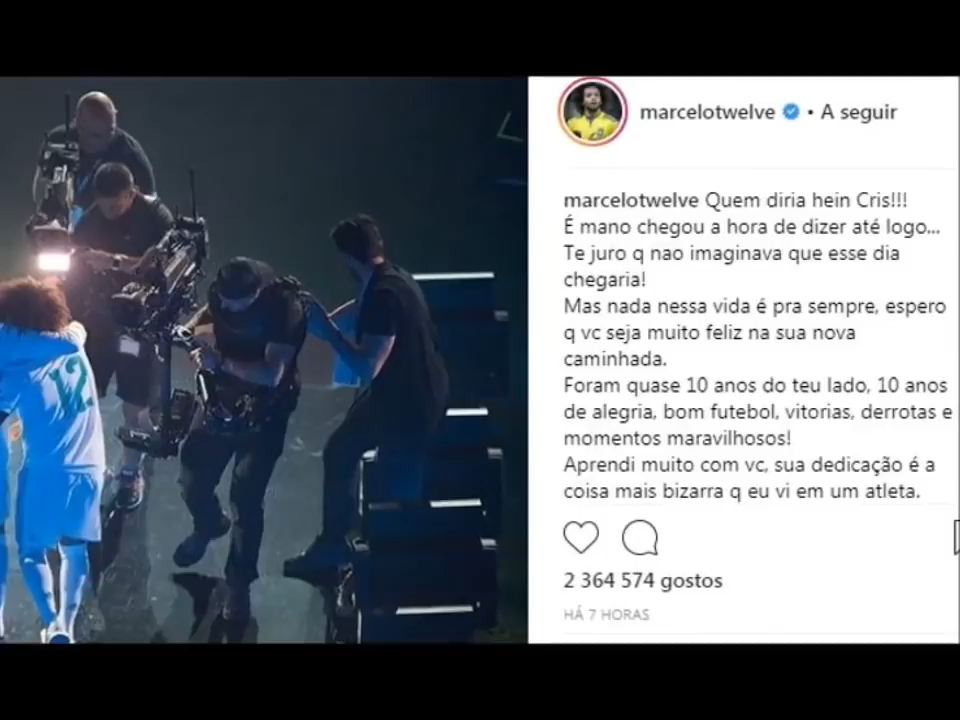 marcelotwelve • A seguir
marcelotwelve Quem diria hein Cris!!!
É mano chegou a hora de dizer até logo...
Te juro q nao imaginava que esse dia
chegaria!
Mas nada nessa vida é pra sempre, espero
q vc seja muito feliz na sua nova
caminhada.
Foram quase 10 anos do teu lado, 10 anos
de alegria, bom futebol, vitorias, derrotas e
momentos maravilhosos!
Aprendi muito com vc, sua dedicação é a
coisa mais bizarra q eu vi em um atleta.
2 364 574 gostos
HÁ 7 HORAS
12